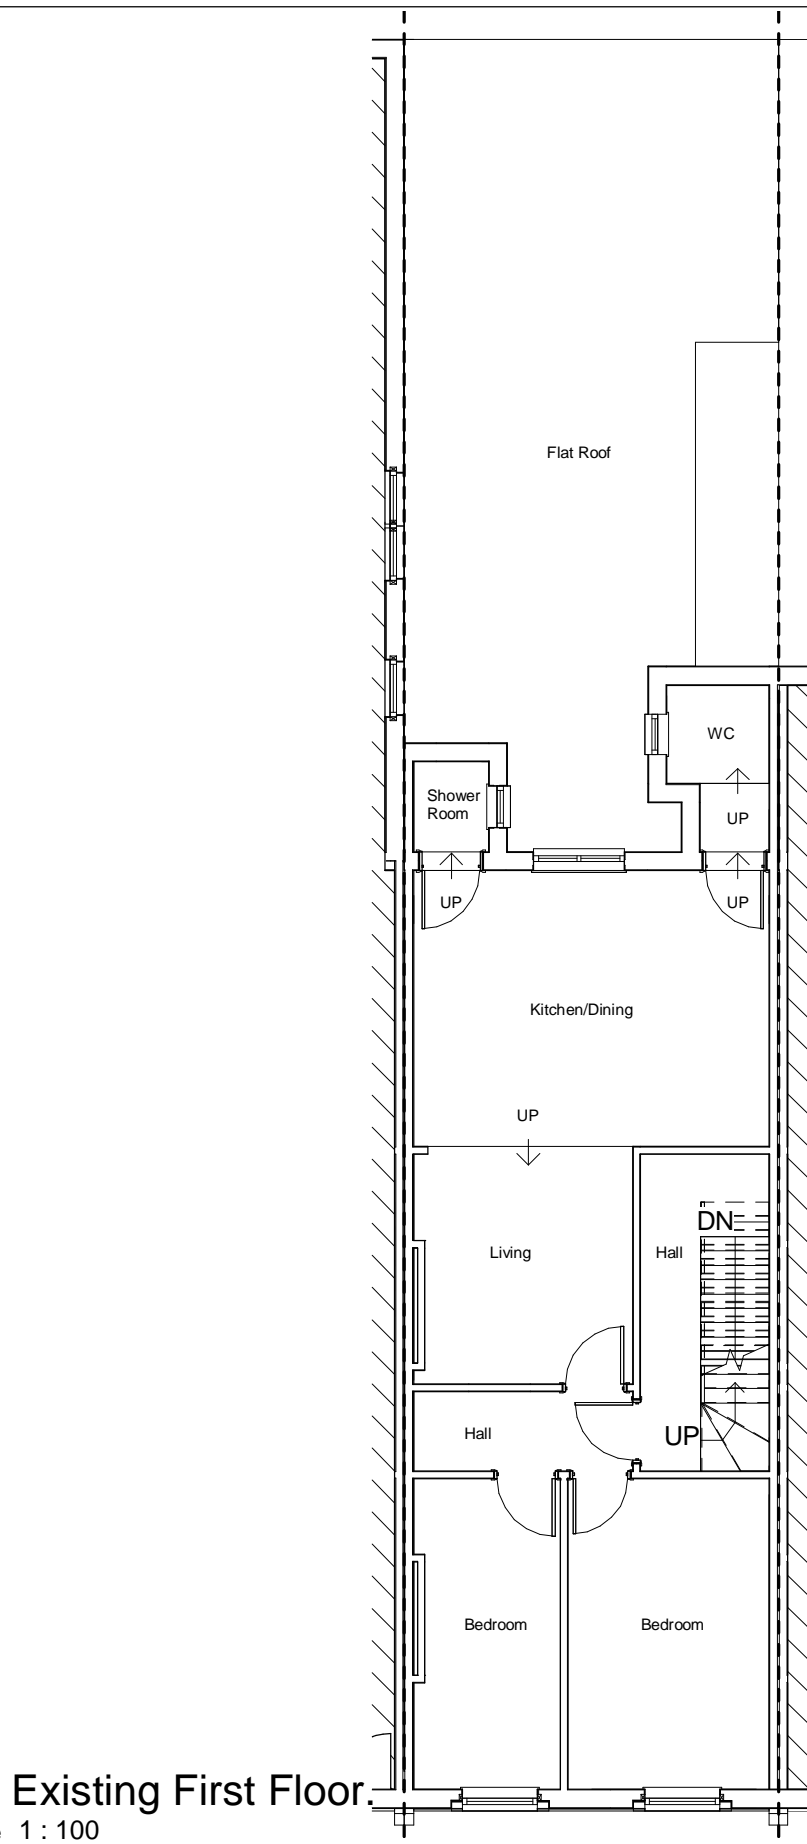 Flat Roof
WC
Shower
Room
UP
UP
UP
Kitchen/Dining
UP
DN
Living
Hall
Hall
UP
Bedroom
Bedroom
Existing First Floor.
1 : 100